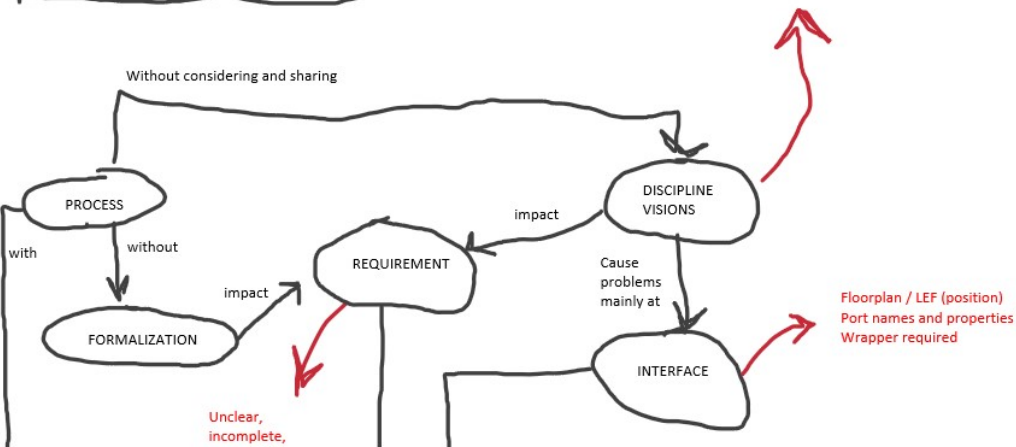 Without considering and sharing
PROCESS
DISCIPLINE
VISIONS
with
without
impact
REQUIREMENT
Cause
problems
mainly at
impact
FORMALIZATION
Floorplan / LEF (position)
Port names and properties
Wrapper required
INTERFACE
Unclear,
incomplete,